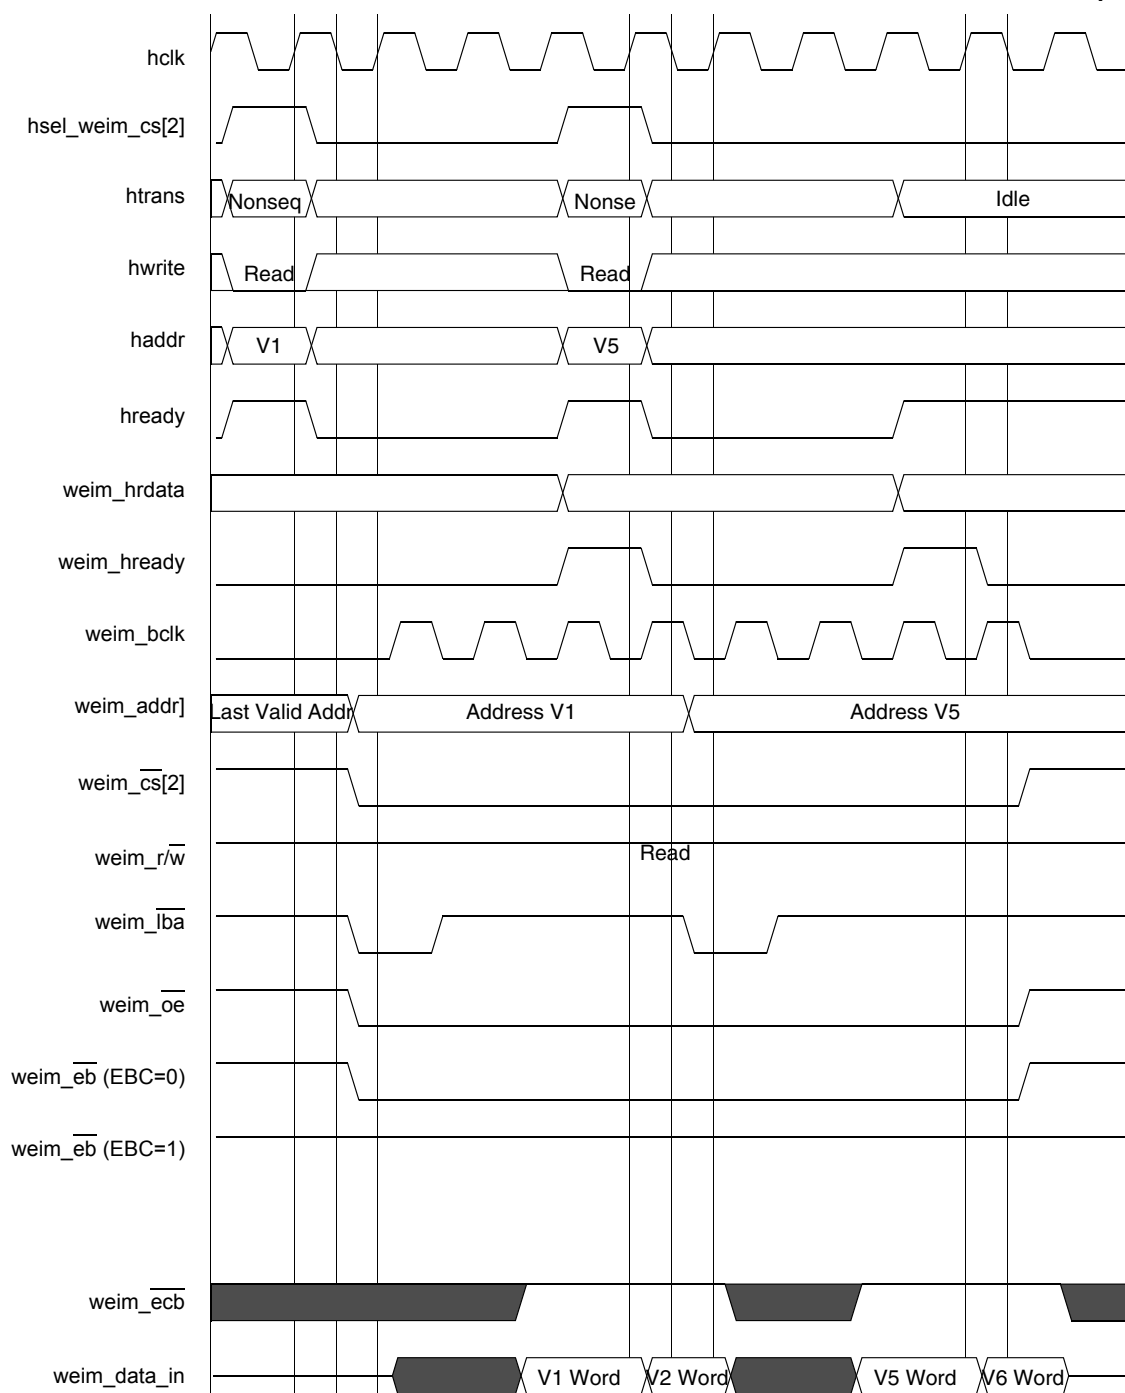 hclk
hsel_weim_cs[2]
htrans Nonseq Nonse Idle
hwrite Read Read
haddr V1 V5
hready
weim_hrdata
weim_hready
weim_bclk
weim_addr] Last Valid Addr Address V1 Address V5
weim_cs[2]
weim_r/w Read
weim_lba
weim_oe
weim_eb (EBC=0)
weim_eb (EBC=1)
weim_ecb
weim_data_in V1 Word V2 Word V5 Word V6 Word